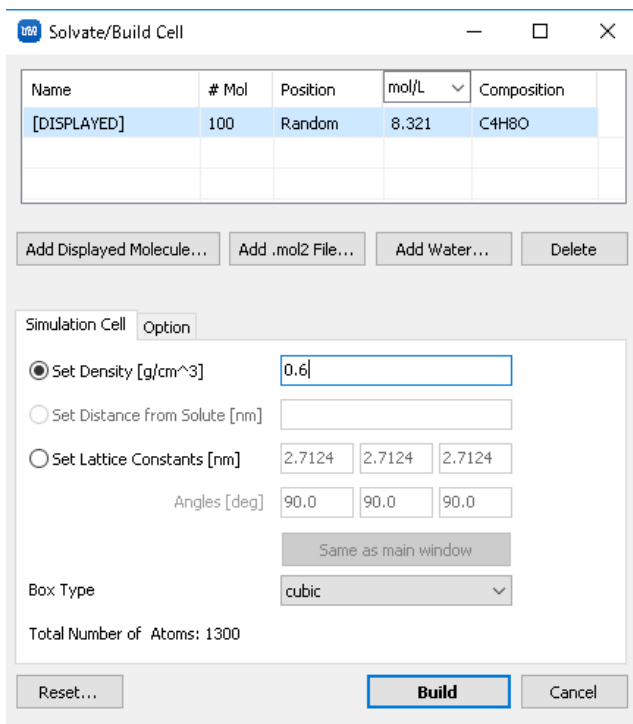 Solvate/Build Cell
Name # Mol Position mol/L Composition
[DISPLAYED] 100 Random 8.321 C4H8O
Add Displayed Molecule... Add .mol2 File... Add Water... Delete
Simulation Cell Option
Set Density [g/cm^3] 0.6
Set Distance from Solute [nm]
Set Lattice Constants [nm] 2.7124 2.7124 2.7124
Angles [deg] 90.0 90.0 90.0
Same as main window
Box Type cubic
Total Number of Atoms: 1300
Reset... Build Cancel